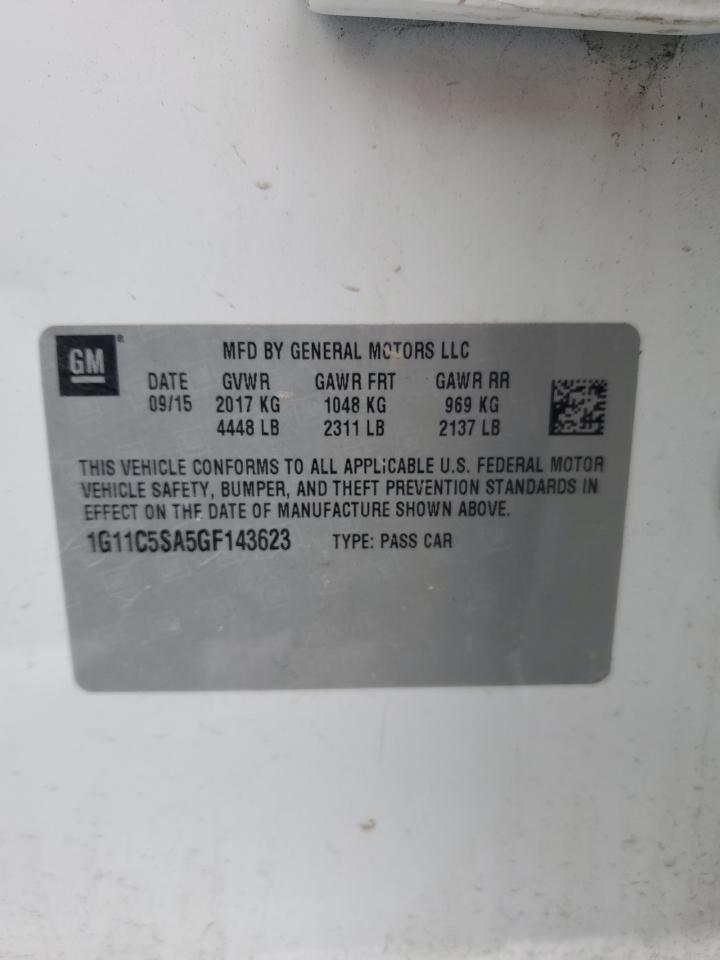 GM®
MFD BY GENERAL MOTORS LLC
DATE GVWR GAWR FRT GAWR RR
09/15 2017 KG 1048 KG 969 KG
4448 LB 2311 LB 2137 LB
THIS VEHICLE CONFORMS TO ALL APPLICABLE U.S. FEDERAL MOTOR
VEHICLE SAFETY, BUMPER, AND THEFT PREVENTION STANDARDS IN
EFFECT ON THE DATE OF MANUFACTURE SHOWN ABOVE.
1G11C5SA5GF143623 TYPE: PASS CAR